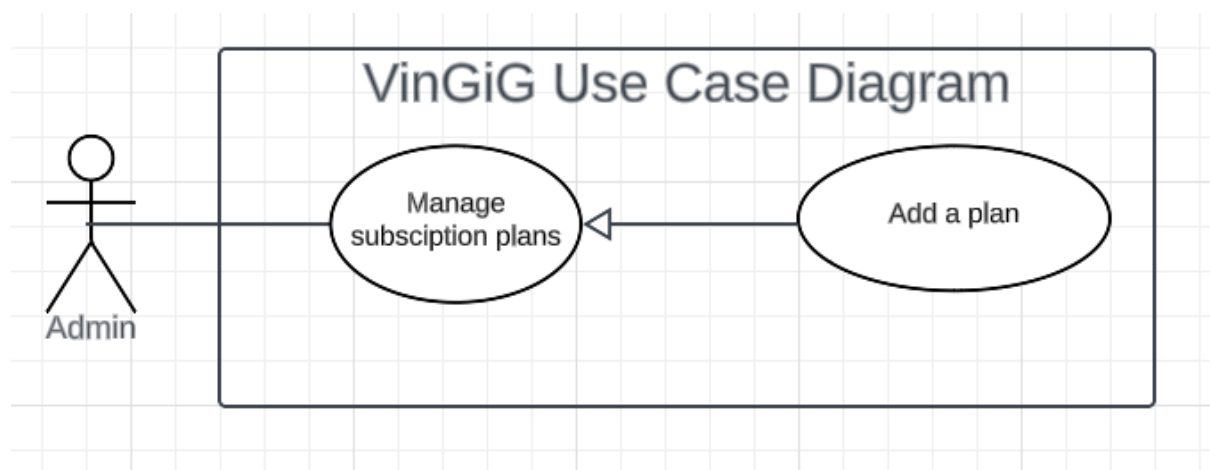 VinGiG Use Case Diagram
Manage
subsciption plans
Add a plan
Admin